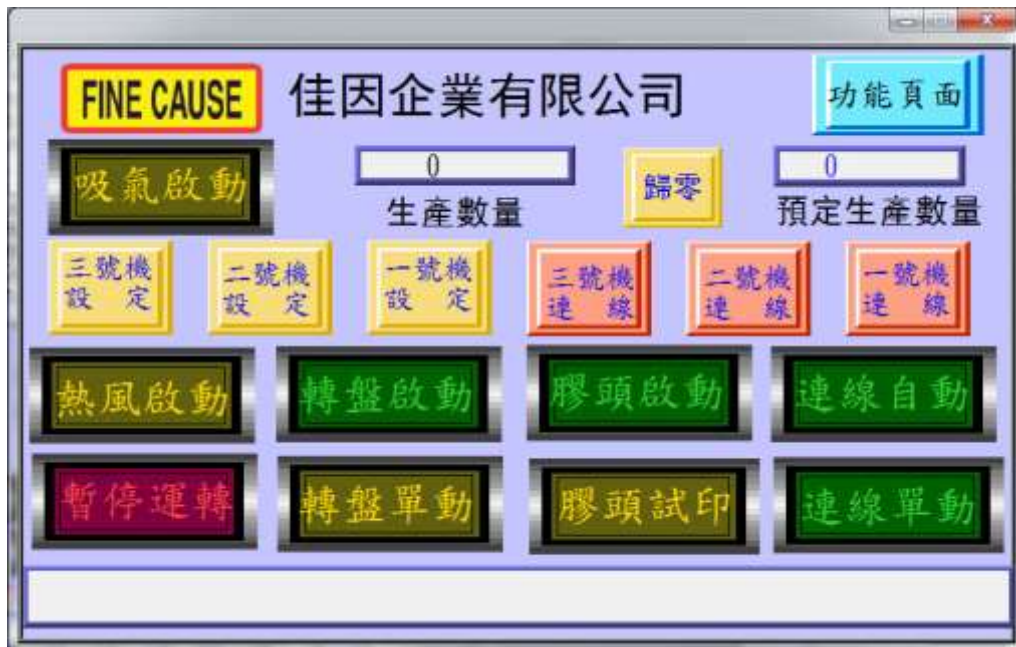 FINE CAUSE 佳因企業有限公司 功能頁面
吸氣啟動 0 歸零 0
生產數量 預定生產數量
三號機 二號機 一號機 三號機 二號機 一號機
設 定 設 定 設 定 連 線 連 線 連 線
熱風啟動 轉盤啟動 膠頭啟動 連線自動
暫停運轉 轉盤單動 膠頭試印 連線單動